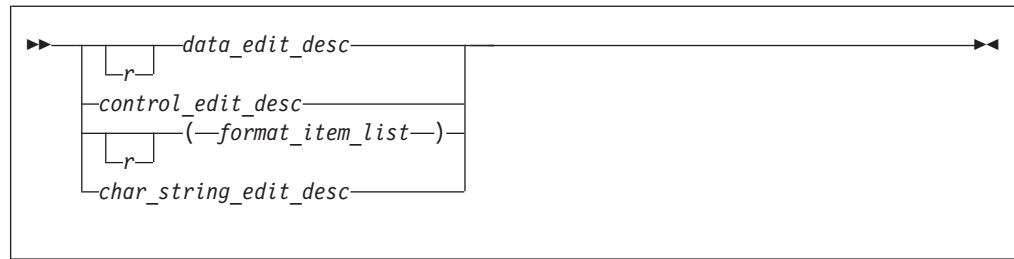 data_edit_desc
r
control_edit_desc
( format_item_list )
r
char_string_edit_desc